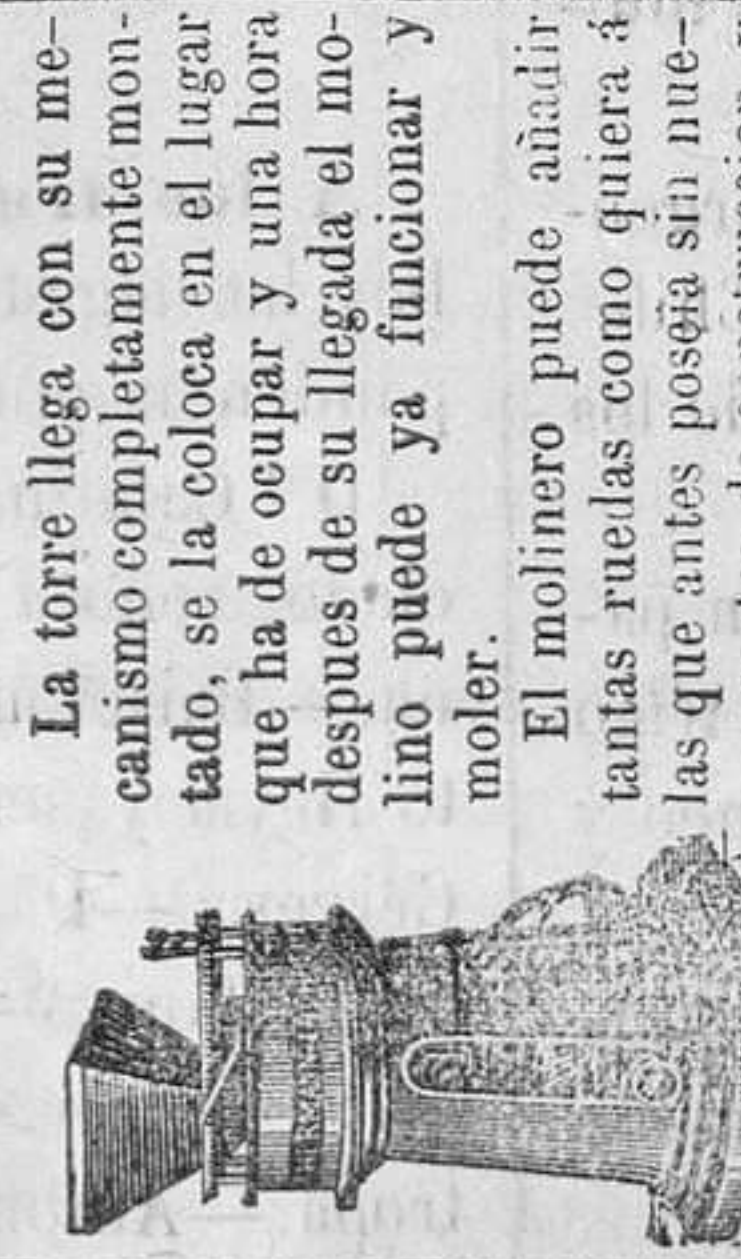 La torre llega con su me-
canismo completamente mon-
tado, se la coloca en el lugar
que ha de ocupar y una hora
despues de su llegada el mo-
lino puede ya funcionar y
moler.
El molinero puede añadir
tantas ruedas como quiera á
las que antes poseia sin nue-